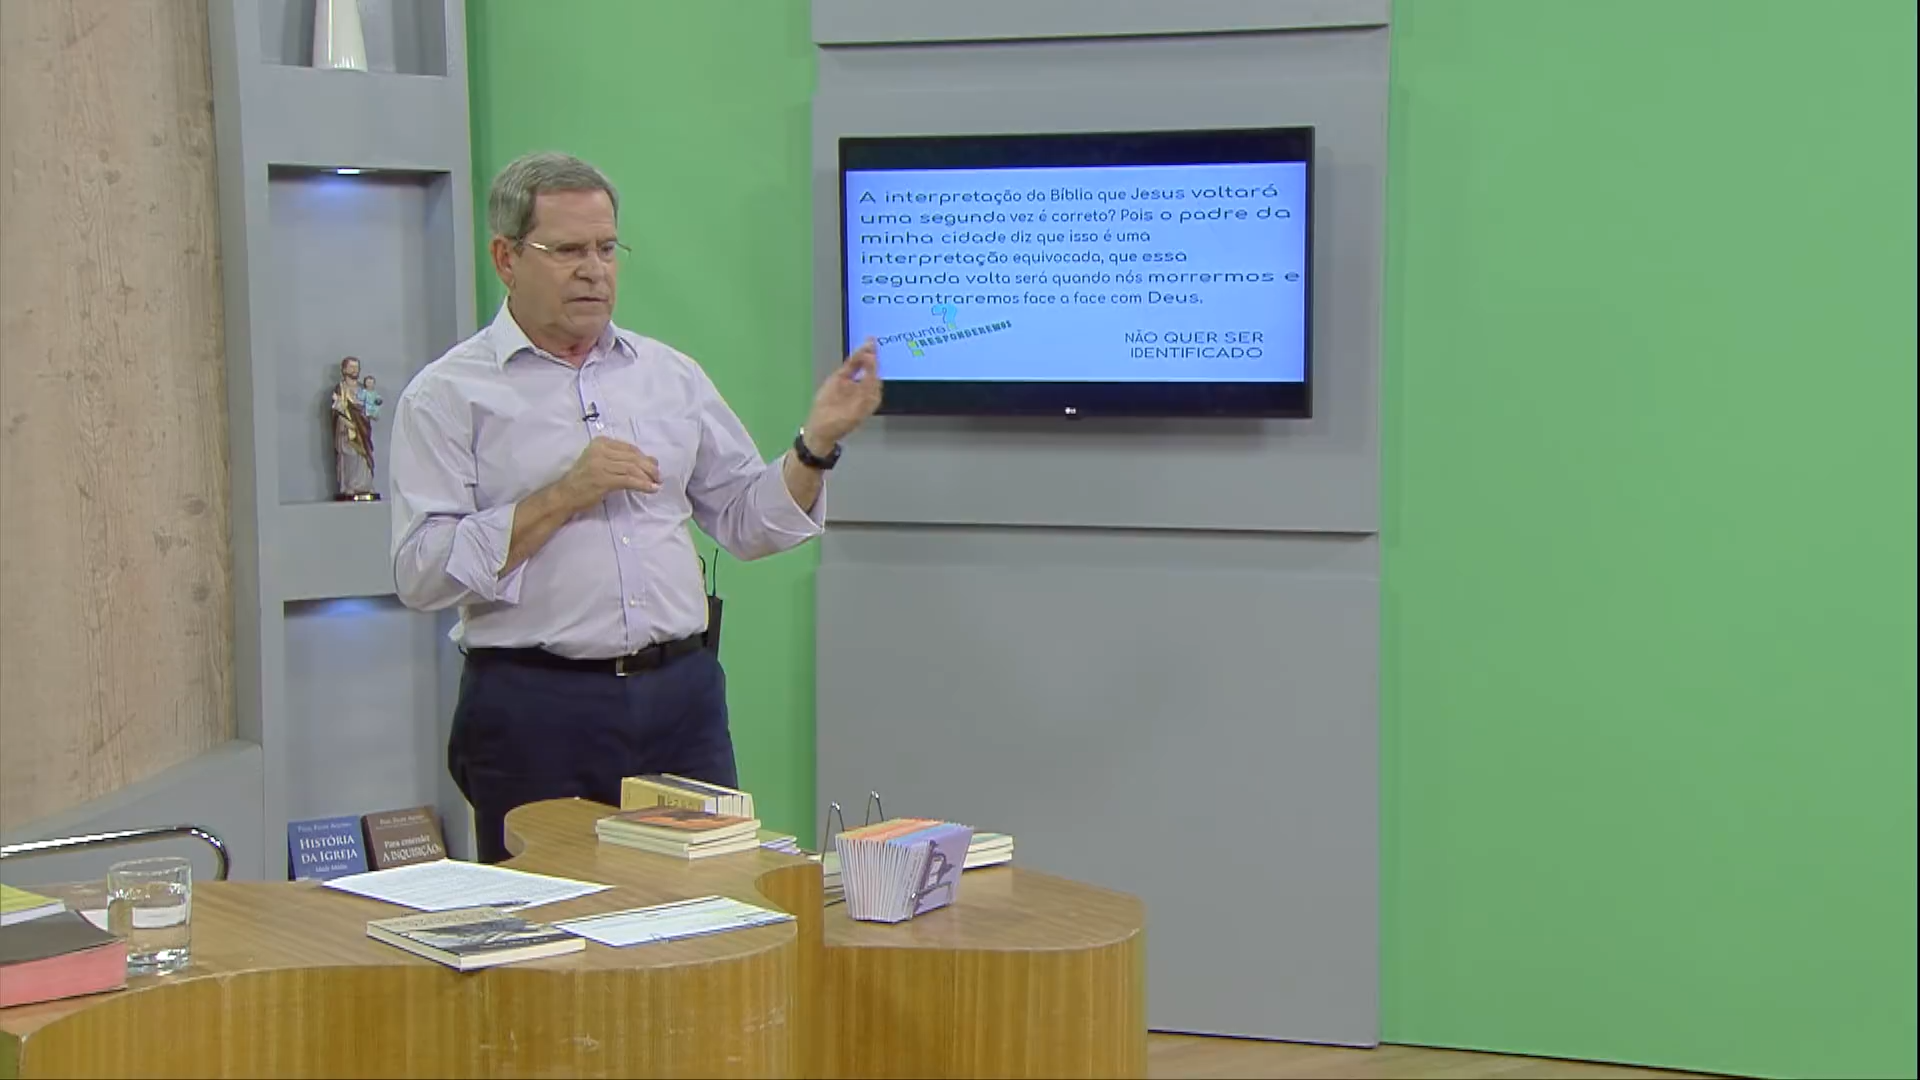 A interpretação da Bíblia que Jesus voltará
uma segunda vez é correto? Pois o padre da
minha cidade diz que isso é uma
interpretação equivocada, que essa
segunda volta será quando nós morrermos e
encontraremos face a face com Deus.
pergunte
RESPONDEREMOS
NÃO QUER SER
IDENTIFICADO
LG
HISTÓRIA
DA IGREJA
Para entender
A INQUISIÇÃO